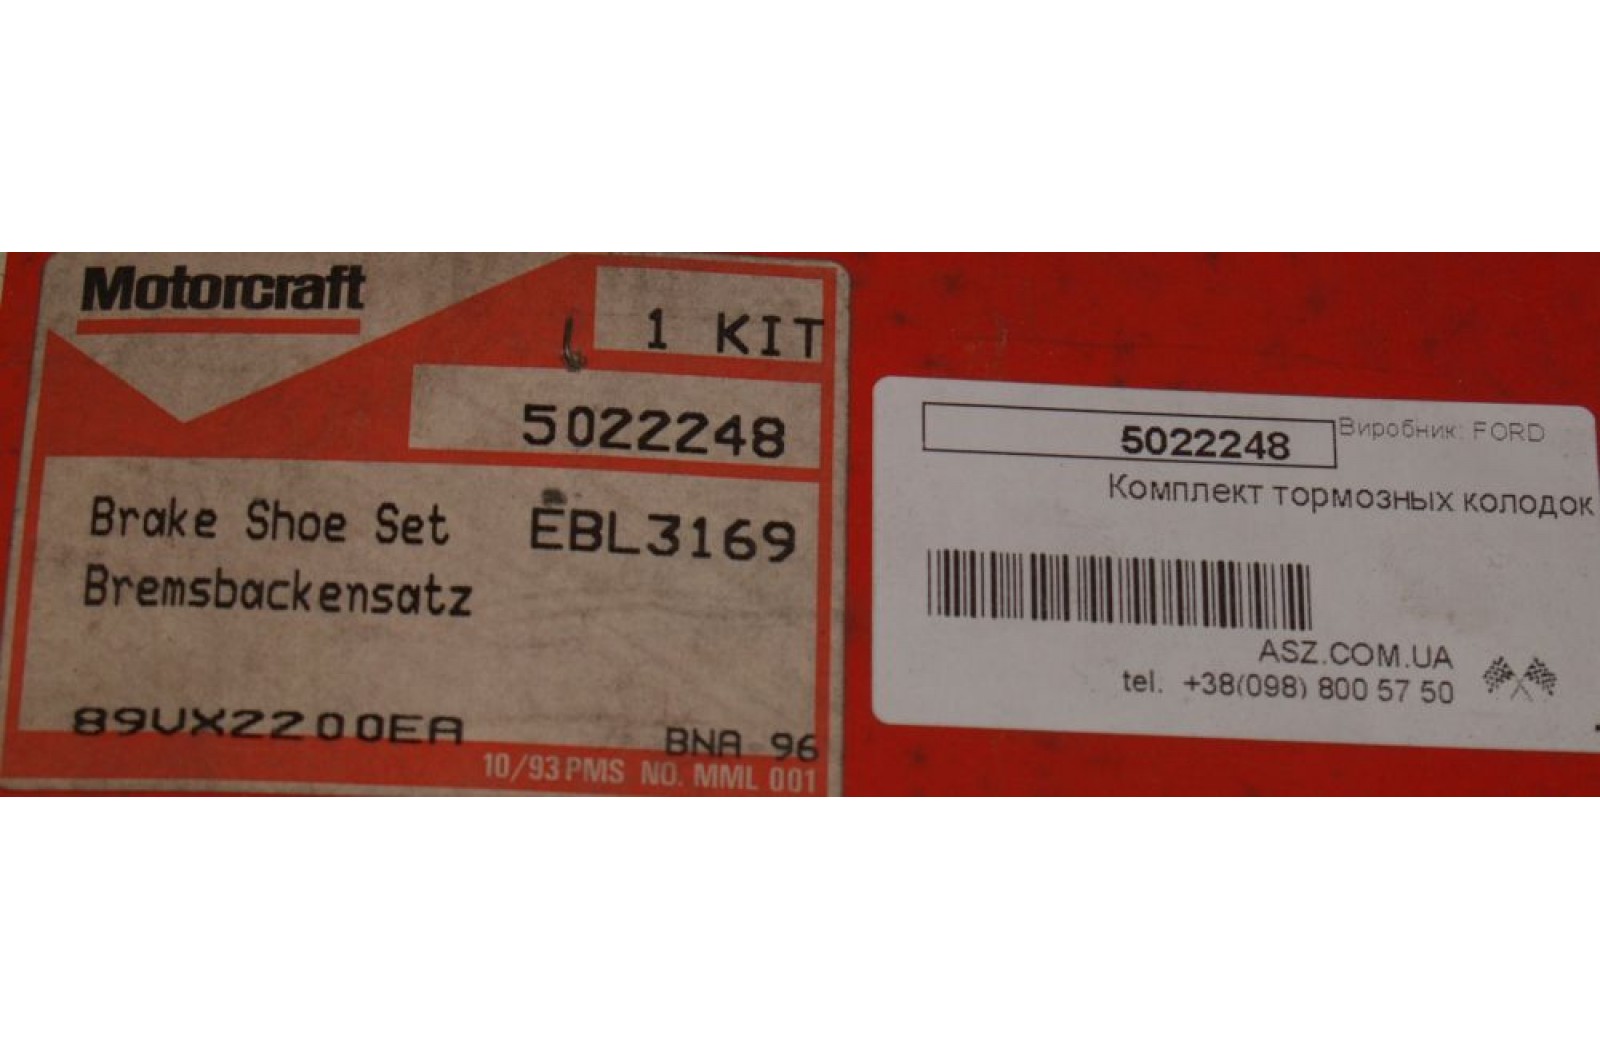 Motorcraft
1 KIT
5022248
Brake Shoe Set EBL3169
Bremsbackensatz
89VX2200EA BNA 96
10/93 PMS NO. MML 001
5022248 Виробник: FORD
Комплект тормозных колодок
ASZ.COM.UA
tel. +38(098) 800 57 50